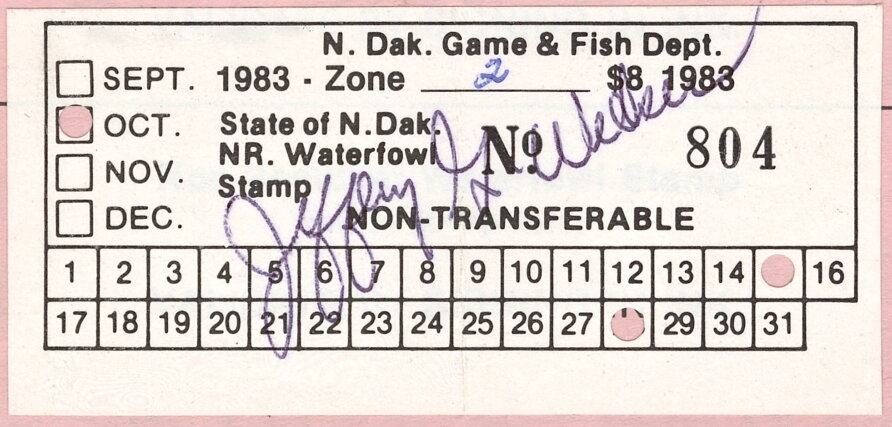 N. Dak. Game & Fish Dept.
SEPT. 1983 - Zone 2 $8 1983
OCT. State of N.Dak.
NR. Waterfowl
Stamp
No. 804
NOV.
DEC. NON-TRANSFERABLE
Jeffrey
1 2 3 4 5 6 7 8 9 10 11 12 13 14 16
17 18 19 20 21 22 23 24 25 26 27 29 30 31